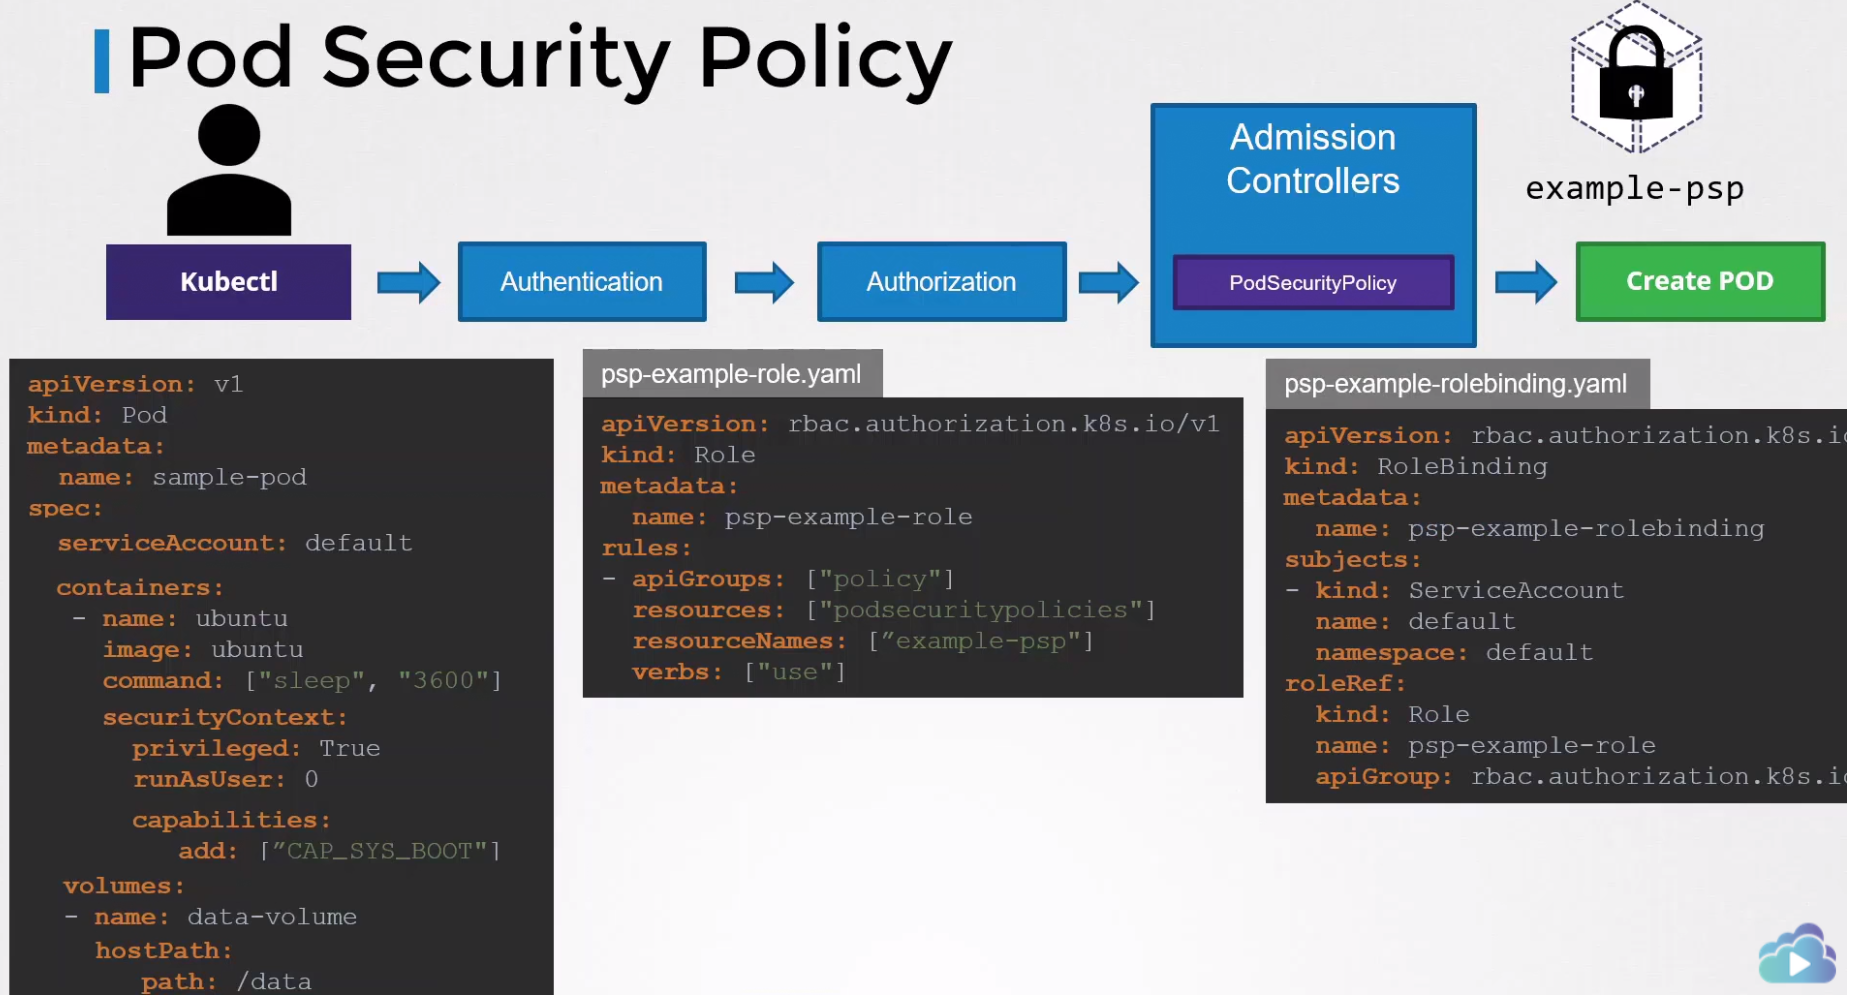 Pod Security Policy
Admission
Controllers
example-psp
Kubectl
Authentication
Authorization
PodSecurityPolicy
Create POD
apiVersion: v1
kind: Pod
metadata:
  name: sample-pod
spec:
  serviceAccount: default
  containers:
   - name: ubuntu
     image: ubuntu
     command: ["sleep", "3600"]
     securityContext:
       privileged: True
       runAsUser: 0
       capabilities:
          add: [”CAP_SYS_BOOT"]
  volumes:
  - name: data-volume
    hostPath:
       path: /data
psp-example-role.yaml
apiVersion: rbac.authorization.k8s.io/v1
kind: Role
metadata:
  name: psp-example-role
rules:
- apiGroups: ["policy"]
  resources: ["podsecuritypolicies"]
  resourceNames: [”example-psp"]
  verbs: ["use"]
psp-example-rolebinding.yaml
apiVersion: rbac.authorization.k8s.i
kind: RoleBinding
metadata:
  name: psp-example-rolebinding
subjects:
- kind: ServiceAccount
  name: default
  namespace: default
roleRef:
  kind: Role
  name: psp-example-role
  apiGroup: rbac.authorization.k8s.i